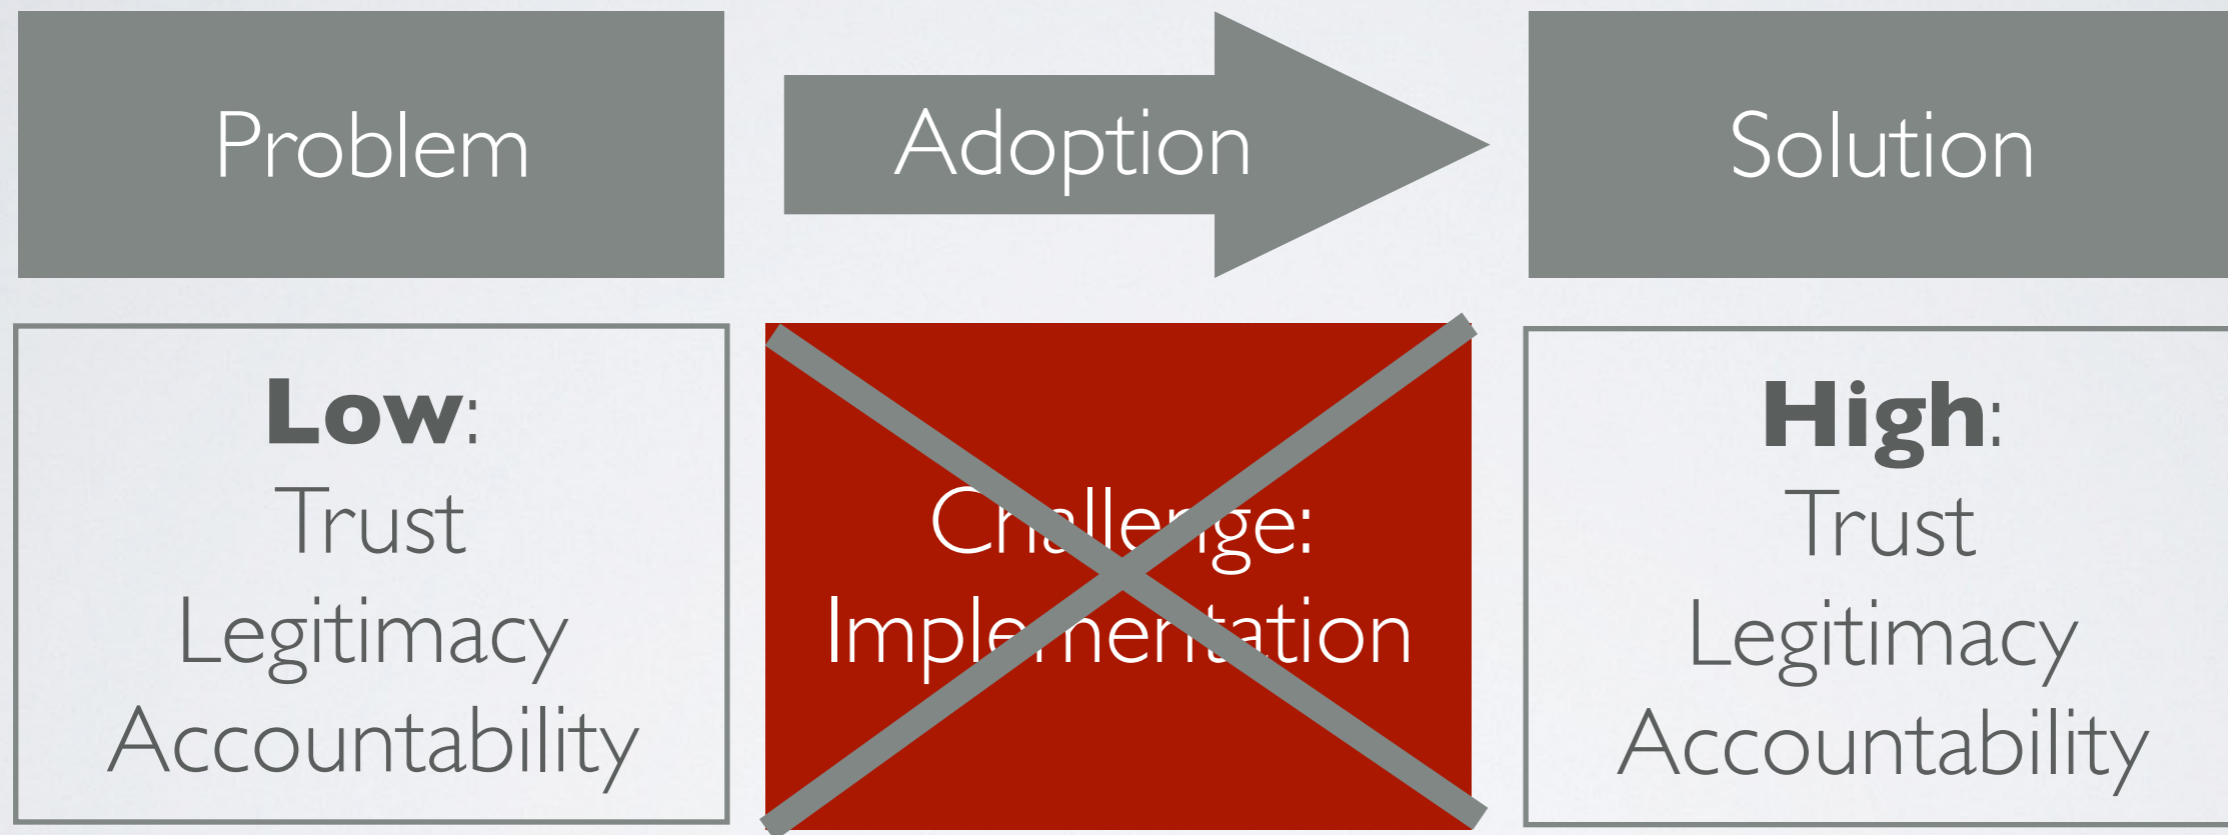 Problem
Adoption
Solution
Low:
Trust
Legitimacy
Accountability
Challenge:
Implementation
High:
Trust
Legitimacy
Accountability